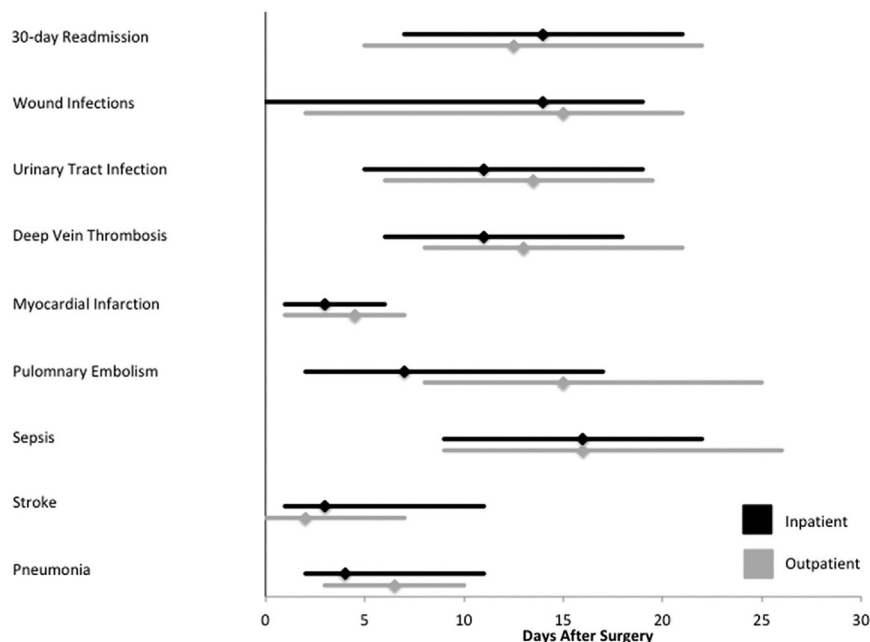 30-day Readmission
Wound Infections
Urinary Tract Infection
Deep Vein Thrombosis
Myocardial Infarction
Pulomnary Embolism
Sepsis
Stroke
Inpatient
Outpatient
Pneumonia
0 5 10 15 20 25 30
Days After Surgery